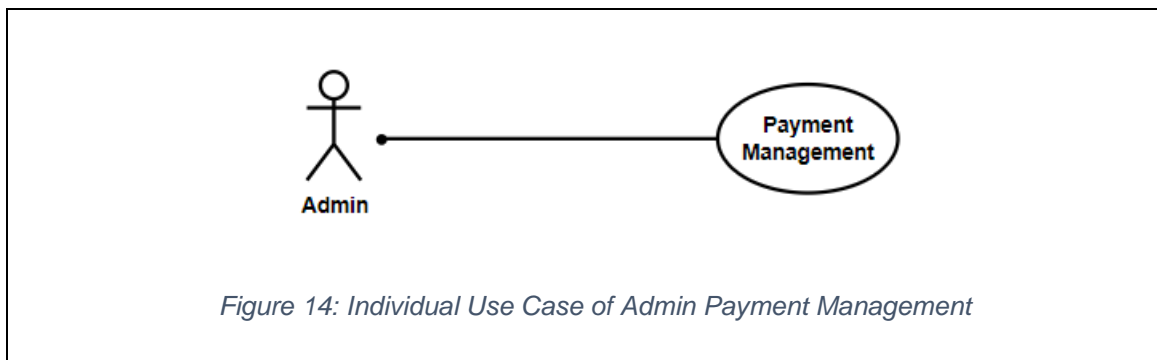 Payment
Management
Admin
Figure 14: Individual Use Case of Admin Payment Management